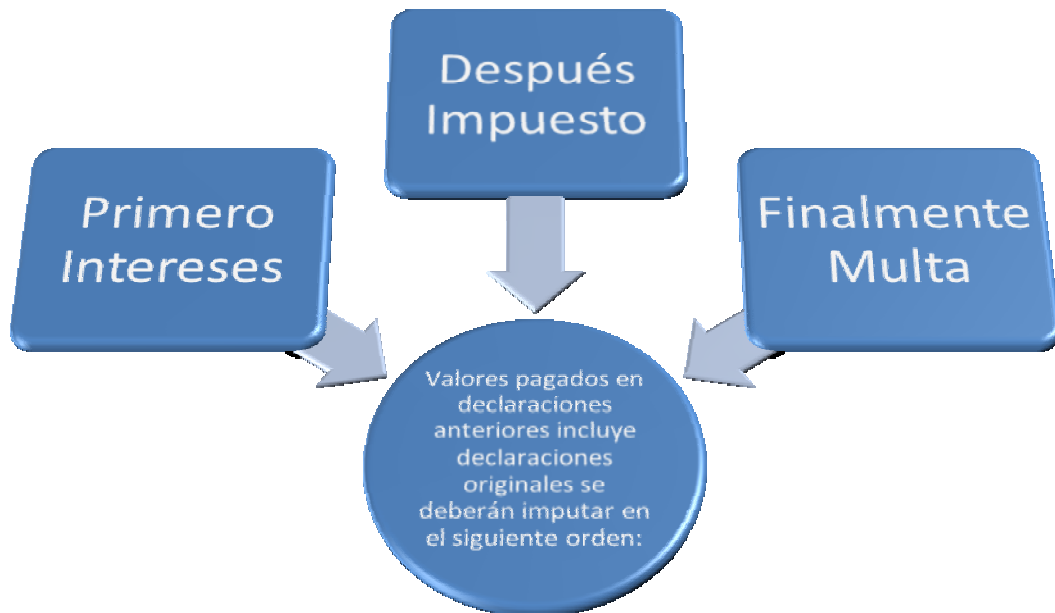 Primero
Intereses
Después
Impuesto
Finalmente
Multa
Valores pagados en
declaraciones
anteriores incluye
declaraciones
originales se
deberán imputar en
el siguiente orden: